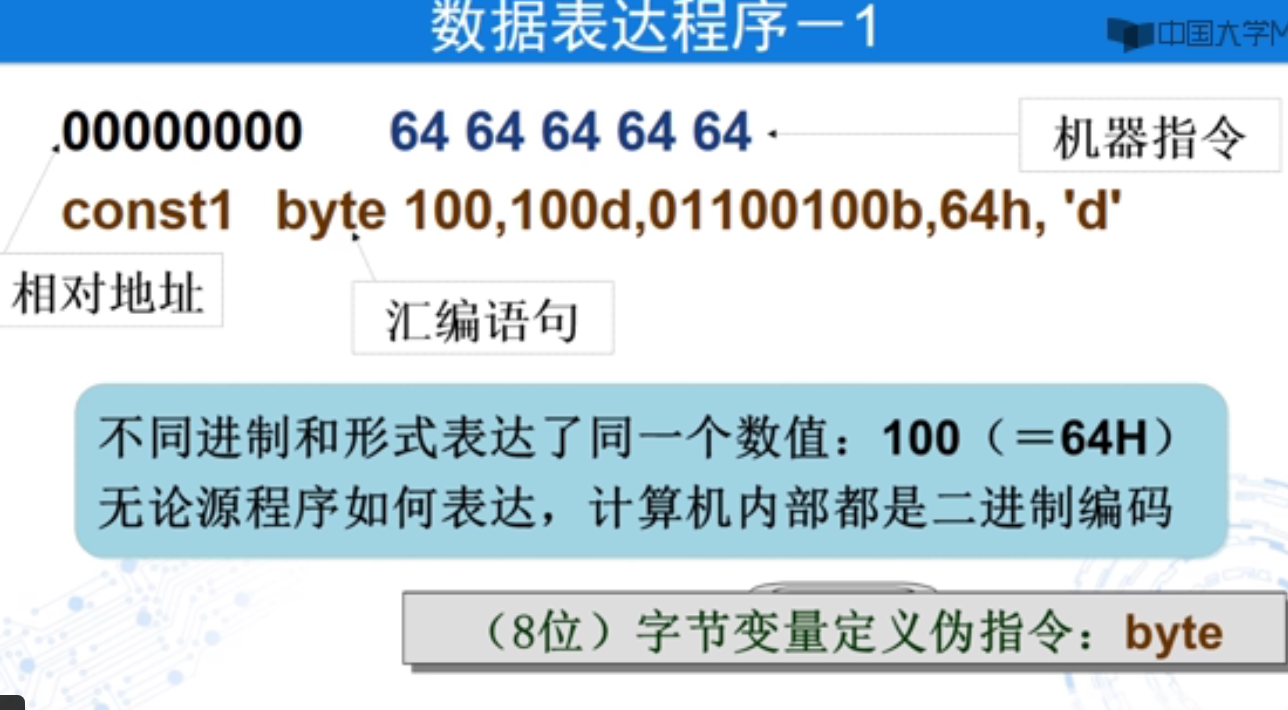 数据表达程序－1
中国大学M
00000000 64 64 64 64 64
机器指令
const1 byte 100,100d,01100100b,64h, 'd'
相对地址
汇编语句
不同进制和形式表达了同一个数值：100（＝64H）
无论源程序如何表达，计算机内部都是二进制编码
（8位）字节变量定义伪指令：byte